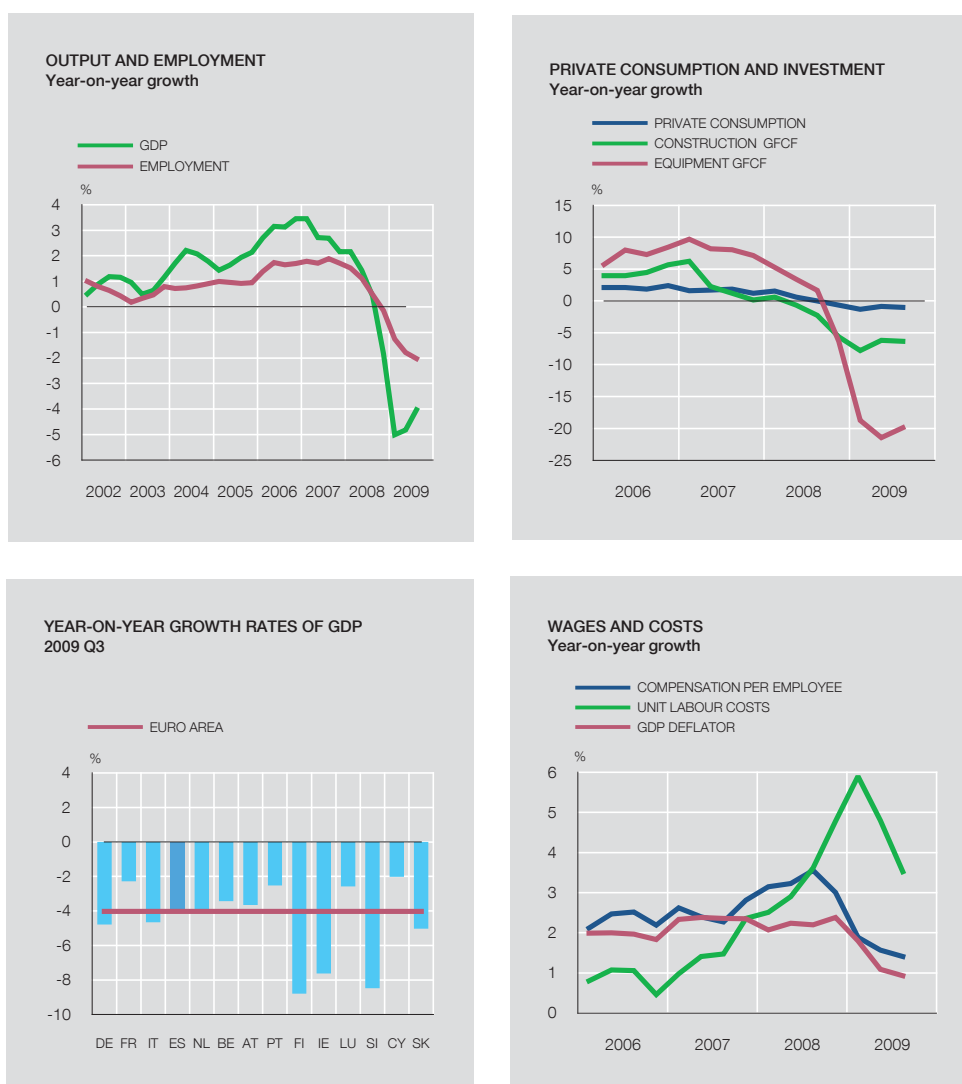 OUTPUT AND EMPLOYMENT
Year-on-year growth
GDP
EMPLOYMENT
%
4
3
2
1
0
-1
-2
-3
-4
-5
-6
2002 2003 2004 2005 2006 2007 2008 2009
PRIVATE CONSUMPTION AND INVESTMENT
Year-on-year growth
PRIVATE CONSUMPTION
CONSTRUCTION GFCF
EQUIPMENT GFCF
%
15
10
5
0
-5
-10
-15
-20
-25
2006 2007 2008 2009
YEAR-ON-YEAR GROWTH RATES OF GDP
2009 Q3
EURO AREA
%
4
2
0
-2
-4
-6
-8
-10
DE FR IT ES NL BE AT PT FI IE LU SI CY SK
WAGES AND COSTS
Year-on-year growth
COMPENSATION PER EMPLOYEE
UNIT LABOUR COSTS
GDP DEFLATOR
%
6
5
4
3
2
1
0
2006 2007 2008 2009